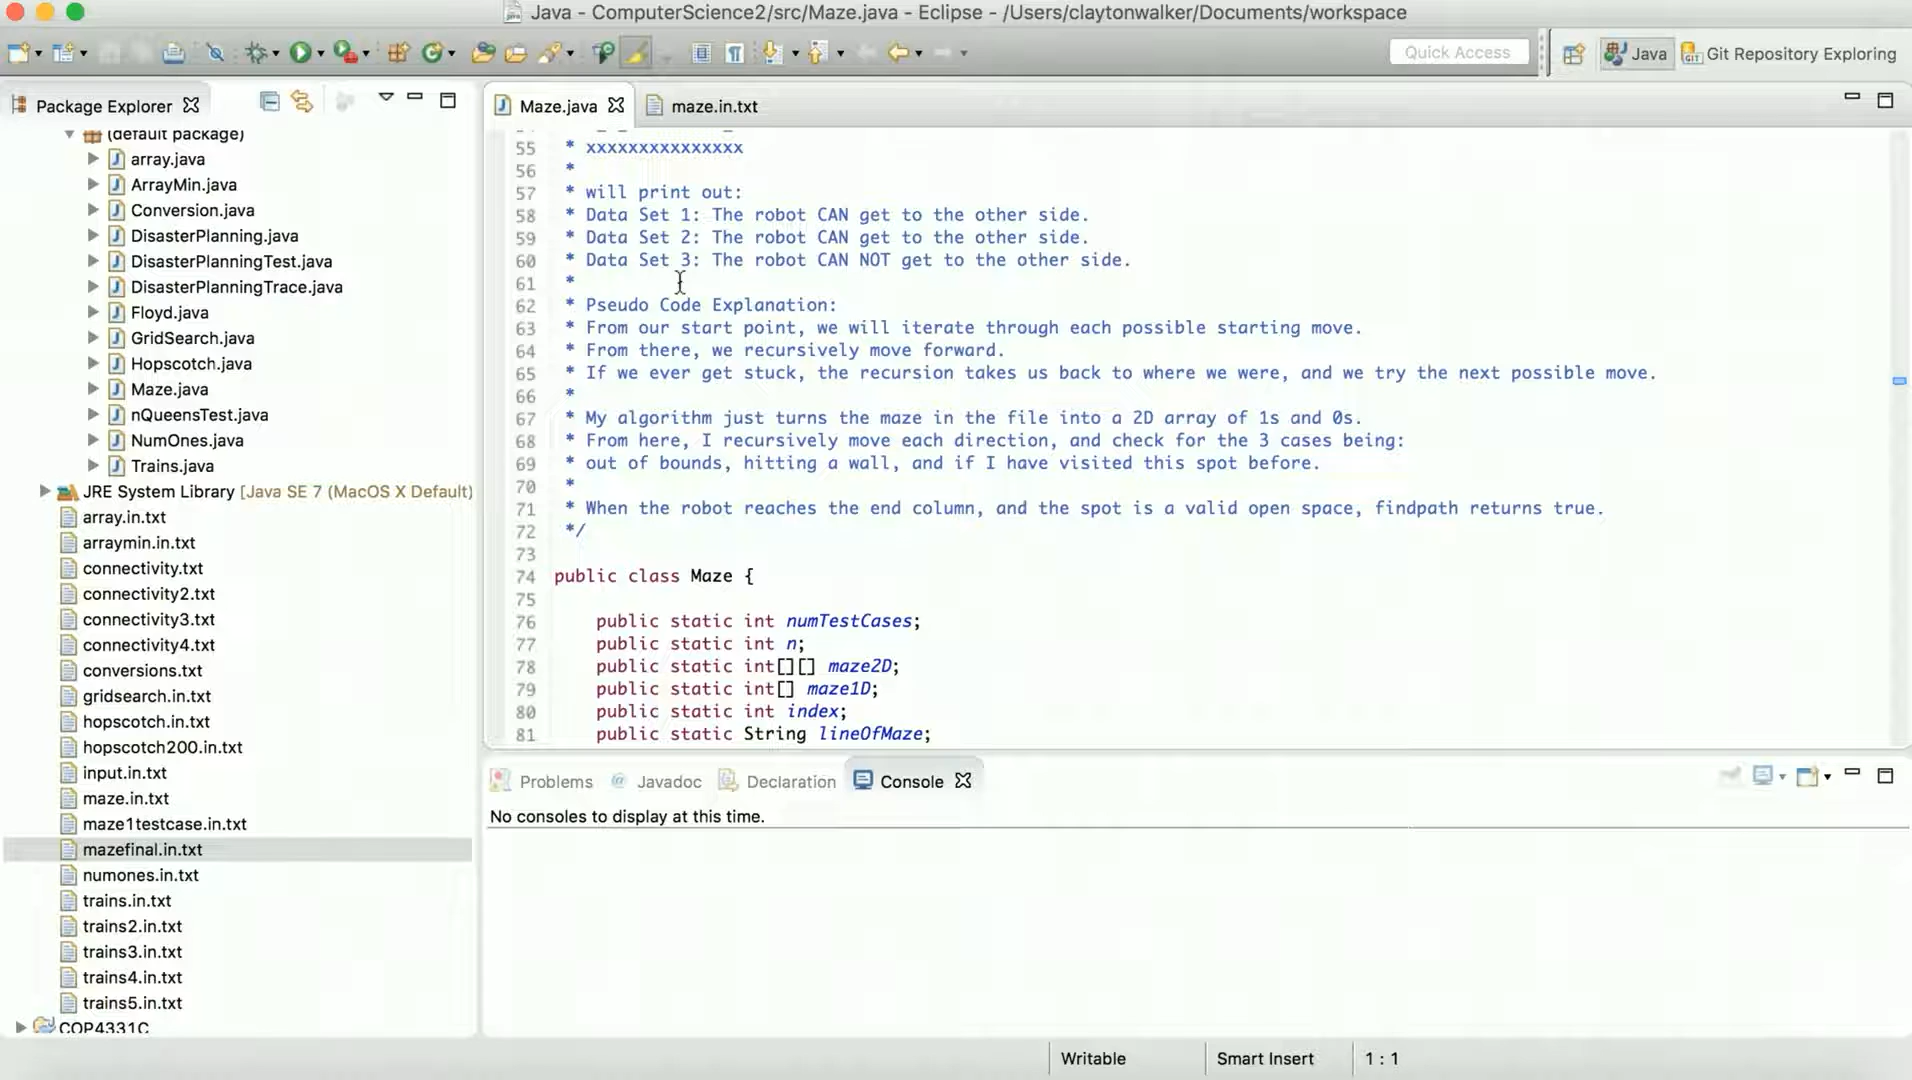 Java - ComputerScience2/src/Maze.java - Eclipse - /Users/claytonwalker/Documents/workspace
Quick Access
Java
Git Repository Exploring
Package Explorer
(default package)
array.java
ArrayMin.java
Conversion.java
DisasterPlanning.java
DisasterPlanningTest.java
DisasterPlanningTrace.java
Floyd.java
GridSearch.java
Hopscotch.java
Maze.java
nQueensTest.java
NumOnes.java
Trains.java
JRE System Library [Java SE 7 (MacOS X Default)
array.in.txt
arraymin.in.txt
connectivity.txt
connectivity2.txt
connectivity3.txt
connectivity4.txt
conversions.txt
gridsearch.in.txt
hopscotch.in.txt
hopscotch200.in.txt
input.in.txt
maze.in.txt
maze1testcase.in.txt
mazefinal.in.txt
numones.in.txt
trains.in.txt
trains2.in.txt
trains3.in.txt
trains4.in.txt
trains5.in.txt
COP4331C
Maze.java
maze.in.txt
55 * xxxxxxxxxxxxxxx
56 *
57 * will print out:
58 * Data Set 1: The robot CAN get to the other side.
59 * Data Set 2: The robot CAN get to the other side.
60 * Data Set 3: The robot CAN NOT get to the other side.
61 *
62 * Pseudo Code Explanation:
63 * From our start point, we will iterate through each possible starting move.
64 * From there, we recursively move forward.
65 * If we ever get stuck, the recursion takes us back to where we were, and we try the next possible move.
66 *
67 * My algorithm just turns the maze in the file into a 2D array of 1s and 0s.
68 * From here, I recursively move each direction, and check for the 3 cases being:
69 * out of bounds, hitting a wall, and if I have visited this spot before.
70 *
71 * When the robot reaches the end column, and the spot is a valid open space, findpath returns true.
72 */
73
74 public class Maze {
75
76 public static int numTestCases;
77 public static int n;
78 public static int[][] maze2D;
79 public static int[] maze1D;
80 public static int index;
81 public static String lineOfMaze;
Problems
@ Javadoc
Declaration
Console
No consoles to display at this time.
Writable
Smart Insert
1 : 1